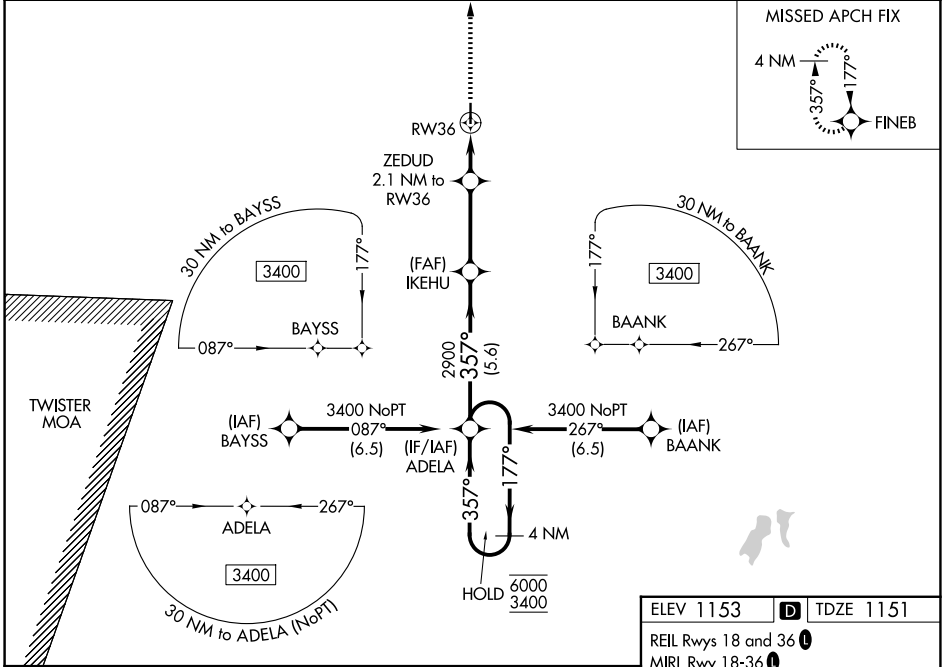 MISSED APCH FIX
4 NM
357°
177°
FINEB
RW36
ZEDUD
2.1 NM to
RW36
30 NM to BAYSS
3400
177°
087°
BAYSS
(FAF)
IKEHU
30 NM to BAANK
177°
3400
BAANK
267°
2900
357°
(5.6)
TWISTER
MOA
(IAF)
BAYSS
3400 NoPT
087°
(6.5)
(IF/IAF)
ADELA
3400 NoPT
267°
(6.5)
(IAF)
BAANK
357°
177°
4 NM
HOLD
6000
3400
087°
267°
ADELA
3400
30 NM to ADELA (NoPT)
ELEV 1153 D TDZE 1151
REIL Rwys 18 and 36 L
MIRL Rwy 18-36 L